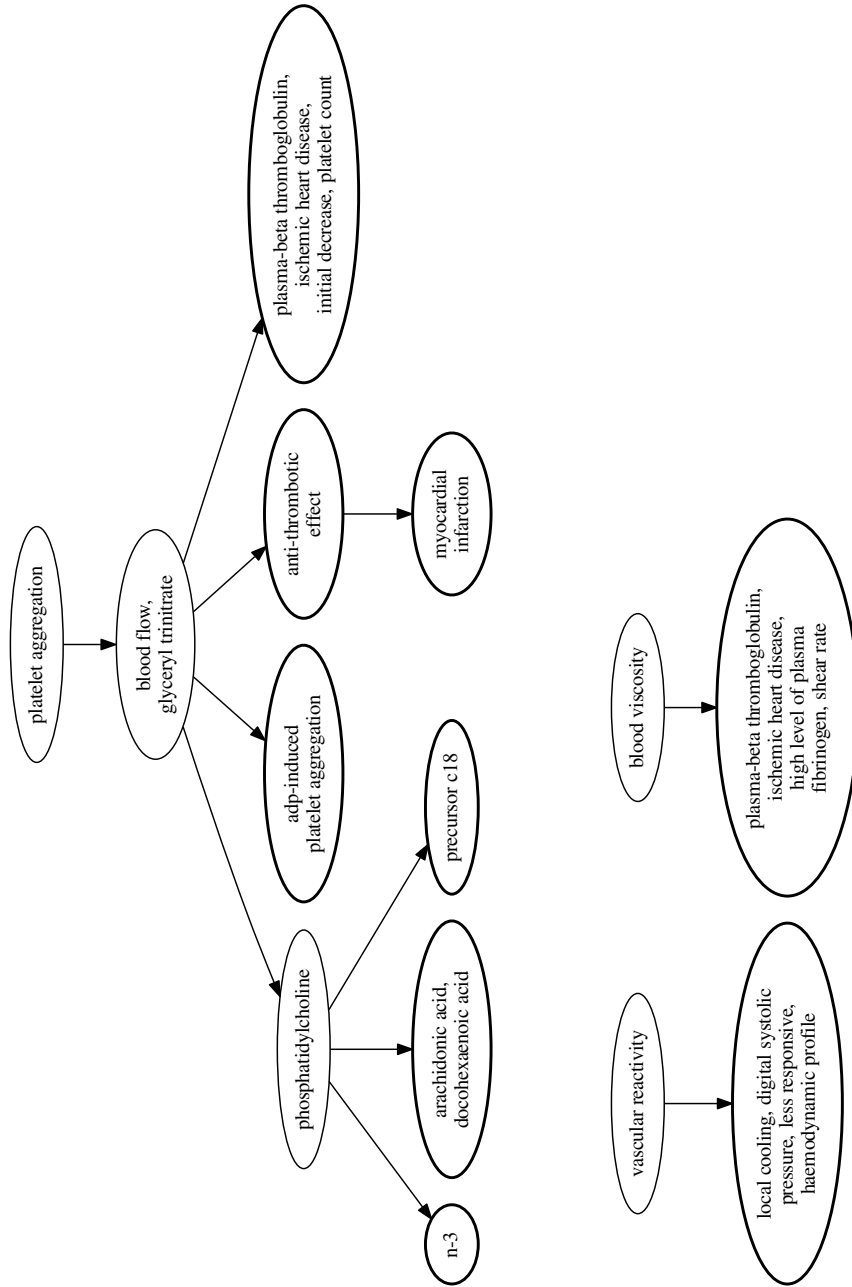 platelet aggregation
blood flow,
glyceryl trinitrate
phosphatidylcholine
adp-induced
platelet aggregation
anti-thrombotic
effect
plasma-beta thromboglobulin,
ischemic heart disease,
initial decrease, platelet count
n-3
arachidonic acid,
docohexaenoic acid
precursor c18
myocardial
infarction
vascular reactivity
local cooling, digital systolic
pressure, less responsive,
haemodynamic profile
blood viscosity
plasma-beta thromboglobulin,
ischemic heart disease,
high level of plasma
fibrinogen, shear rate